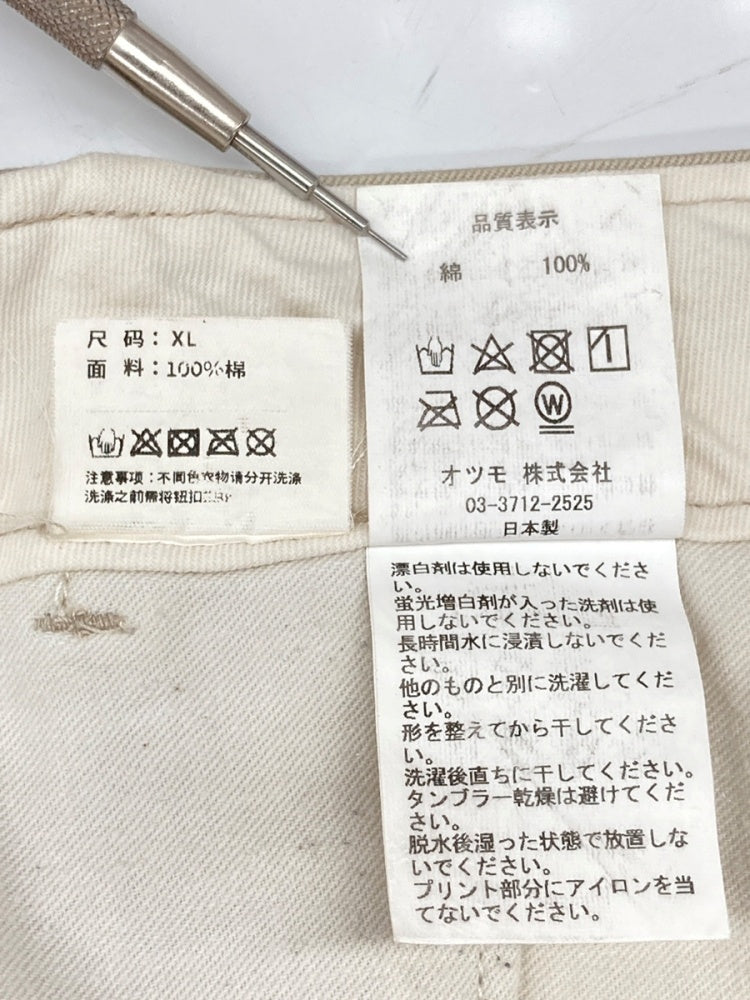 尺 码：XL
面 料：100%棉
注意事项：不同色衣物请分开洗涤
洗涤之前需将钮扣
品質表示
綿 100%
W
オツモ 株式会社
03-3712-2525
日本製
漂白剤は使用しないでくださ
い。
蛍光増白剤が入った洗剤は使
用しないでください。
長時間水に浸漬しないでくだ
さい。
他のものと別に洗濯してくだ
さい。
形を整えてから干してくださ
い。
洗濯後直ちに干してください。
タンブラー乾燥は避けてくだ
さい。
脱水後湿った状態で放置しな
いでください。
プリント部分にアイロンを当
てないでください。